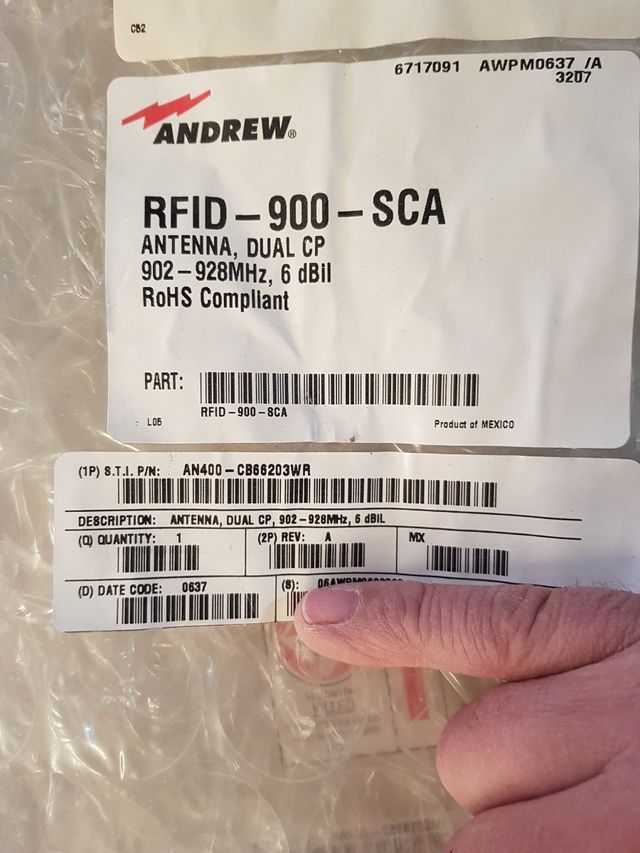 C82
6717091 AWPM0637 /A
3207
ANDREW®
RFID-900-SCA
ANTENNA, DUAL CP
902-928MHz, 6 dBil
RoHS Compliant
PART:
RFID-900-SCA
L05
Product of MEXICO
(1P) S.T.I. P/N: AN400-CB66203WR
DESCRIPTION: ANTENNA, DUAL CP, 902-928MHz, 6 dBIL
(Q) QUANTITY: 1 (2P) REV: A MX
(D) DATE CODE: 0637 (S):